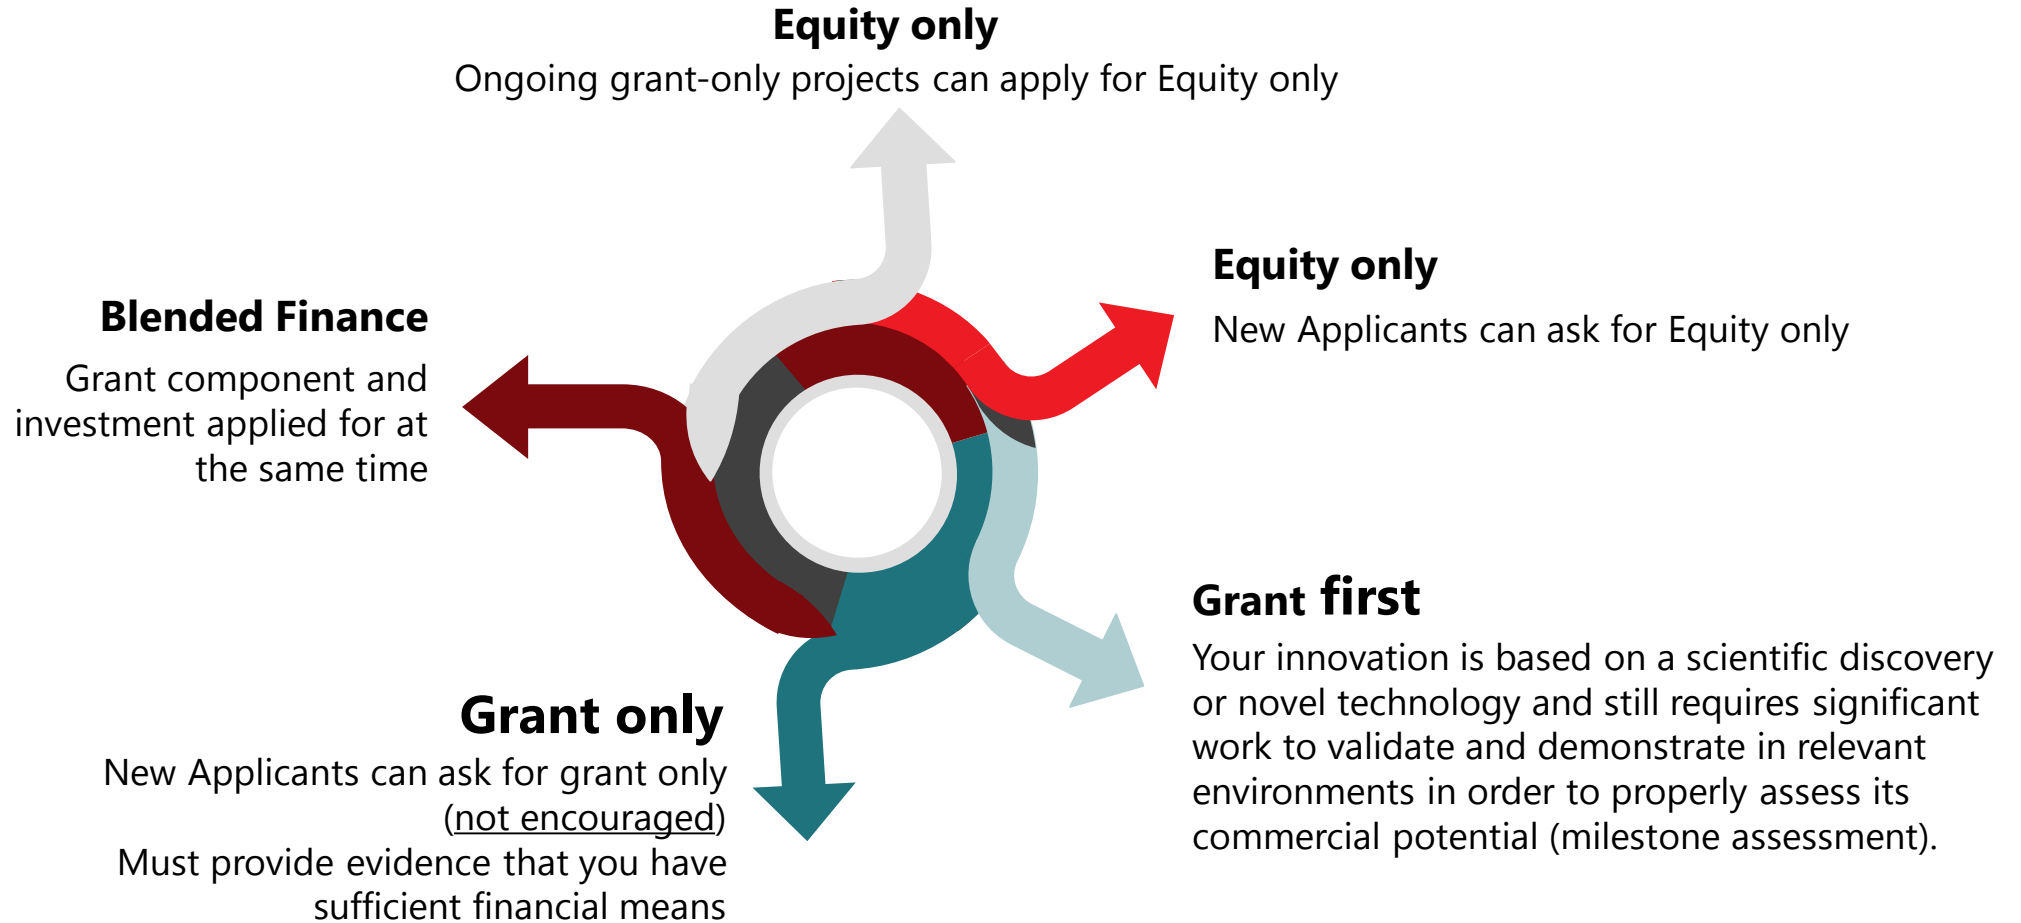 Equity only
Ongoing grant-only projects can apply for Equity only
Equity only
New Applicants can ask for Equity only
Blended Finance
Grant component and
investment applied for at
the same time
Grant first
Your innovation is based on a scientific discovery
or novel technology and still requires significant
work to validate and demonstrate in relevant
environments in order to properly assess its
commercial potential (milestone assessment).
Grant only
New Applicants can ask for grant only
(not encouraged)
Must provide evidence that you have
sufficient financial means